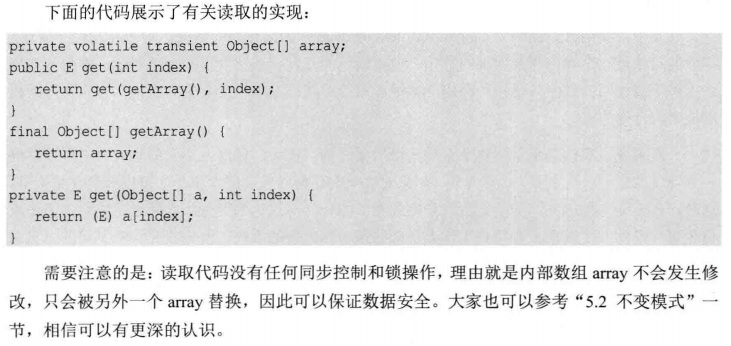 下面的代码展示了有关读取的实现：
private volatile transient Object[] array;
public E get(int index) {
return get(getArray(), index);
}
final Object[] getArray() {
return array;
}
private E get(Object[] a, int index) {
return (E) a[index];
}
需要注意的是：读取代码没有任何同步控制和锁操作，理由就是内部数组 array 不会发生修
改，只会被另外一个 array 替换，因此可以保证数据安全。大家也可以参考“5.2 不变模式”一
节，相信可以有更深的认识。